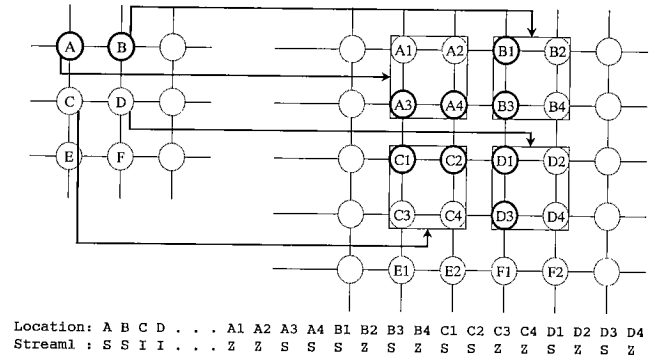 A B A1 A2 B1 B2
C D A3 A4 B3 B4
E F C1 C2 D1 D2
C3 C4 D3 D4
E1 E2 F1 F2
Location: A B C D . . . A1 A2 A3 A4 B1 B2 B3 B4 C1 C2 C3 C4 D1 D2 D3 D4
Stream1 : S S I I . . . Z Z S S S Z S Z S S Z Z S Z S Z